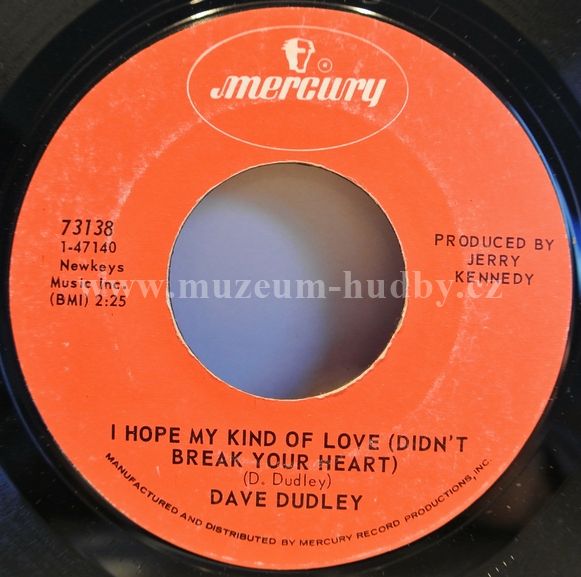 mercury
®
73138
1-47140
Newkeys
Music Inc.
(BMI) 2:25
PRODUCED BY
JERRY
KENNEDY
www.muzeum-hudby.cz
I HOPE MY KIND OF LOVE (DIDN'T
BREAK YOUR HEART)
(D. Dudley)
DAVE DUDLEY
MANUFACTURED AND DISTRIBUTED BY MERCURY RECORD PRODUCTIONS, INC.